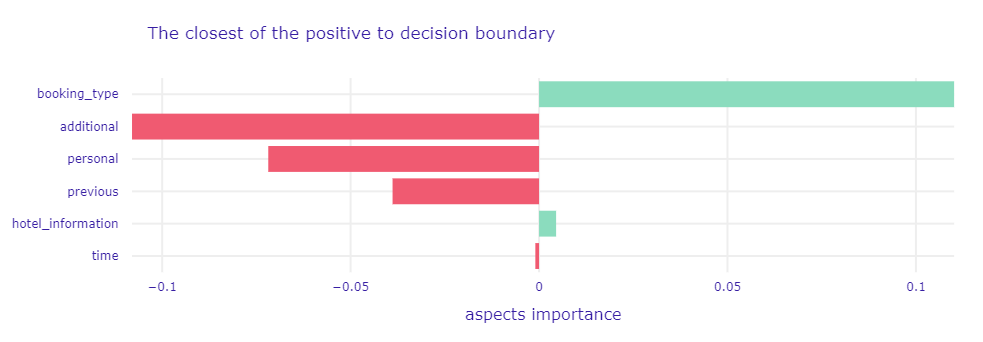 The closest of the positive to decision boundary
booking_type
additional
personal
previous
hotel_information
time
−0.1 −0.05 0 0.05 0.1
aspects importance